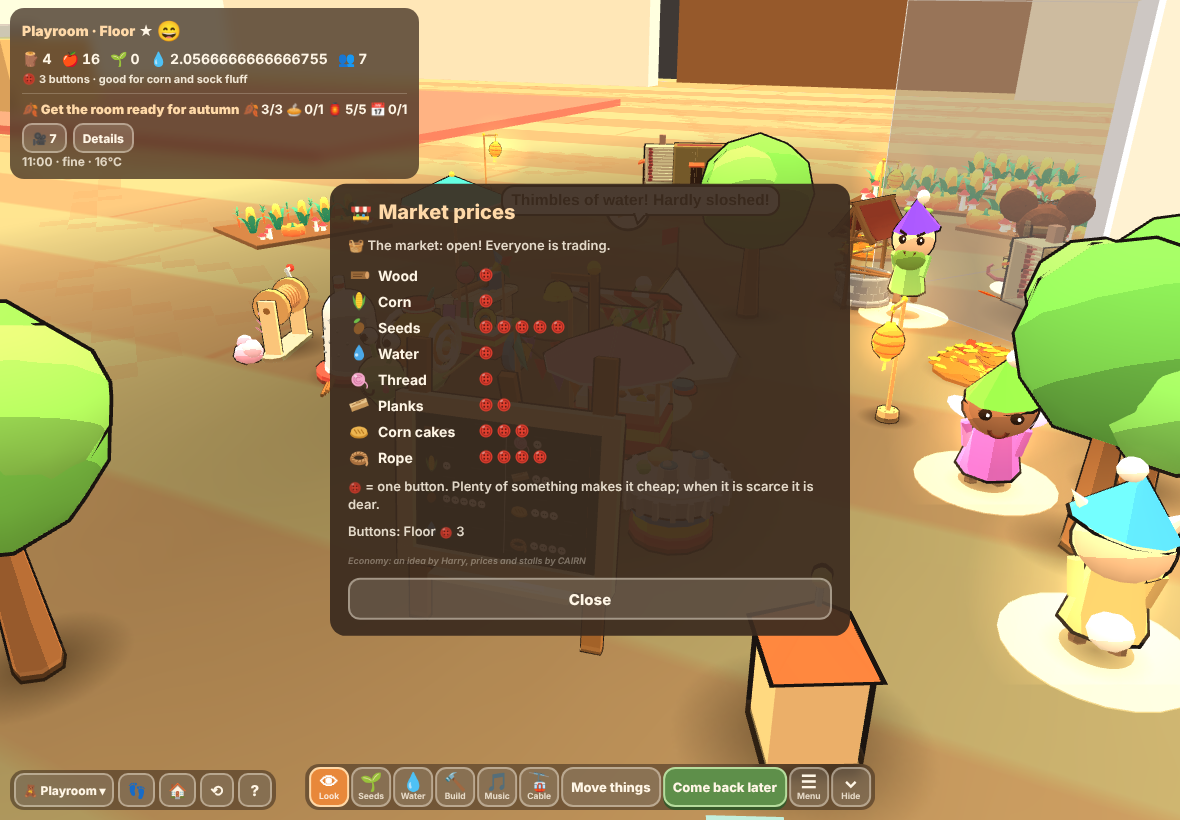 Playroom · Floor ★ 😄
4 16 0 2.0566666666666755 7
3 buttons · good for corn and sock fluff
Get the room ready for autumn 3/3 0/1 5/5 0/1
7 Details
11:00 · fine · 16°C
Thimbles of water! Hardly sloshed!
Market prices
The market: open! Everyone is trading.
Wood
Corn
Seeds
Water
Thread
Planks
Corn cakes
Rope
= one button. Plenty of something makes it cheap; when it is scarce it is
dear.
Buttons: Floor 3
Economy: an idea by Harry, prices and stalls by CAIRN
Close
Playroom ▾
?
Look
Seeds
Water
Build
Music
Cable
Move things
Come back later
Menu
Hide